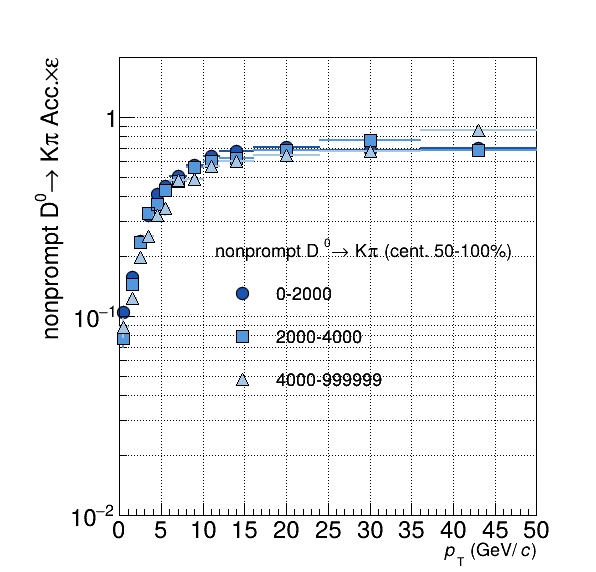 nonprompt D⁰→ Kπ Acc.xε
1
10⁻¹
10⁻²
nonprompt D⁰→ Kπ (cent. 50-100%)
0-2000
2000-4000
4000-999999
0 5 10 15 20 25 30 35 40 45 50
p_T (GeV/c)